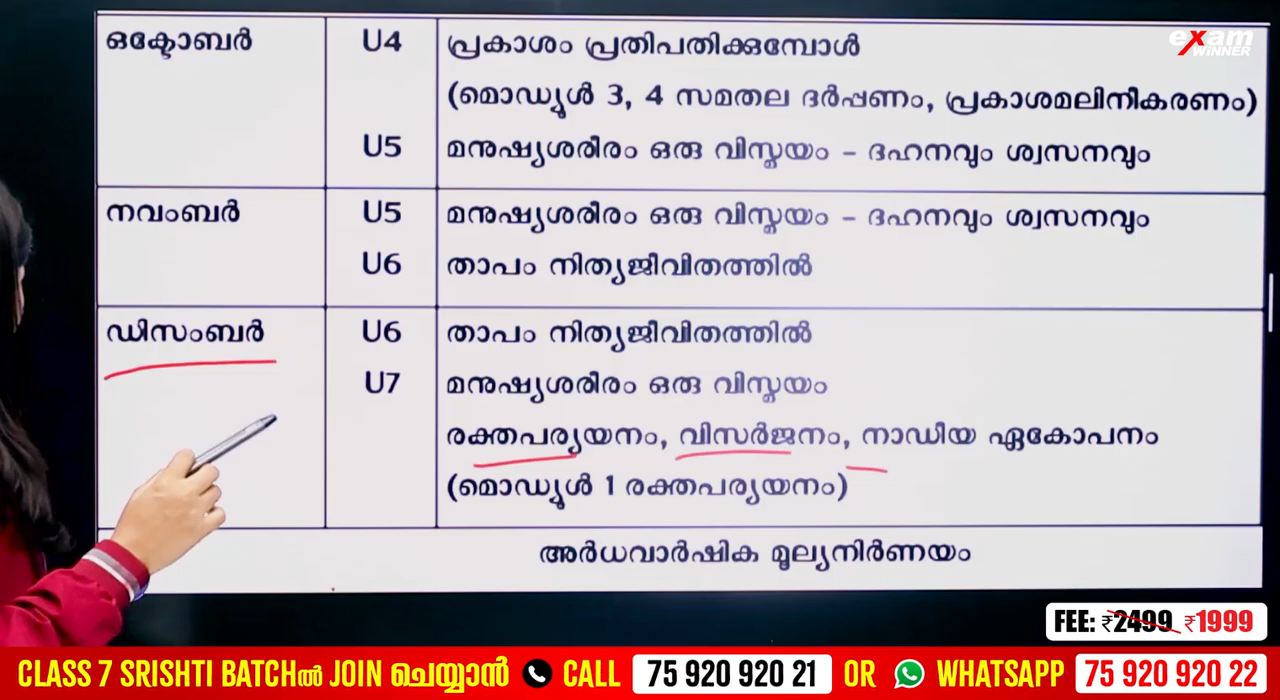 exam
WINNER
ഒക്ടോബർ U4 പ്രകാശം പ്രതിപതിക്കുമ്പോൾ
(മൊഡ്യൂൾ 3, 4 സമതല ദർപ്പണം, പ്രകാശമലിനീകരണം)
U5 മനുഷ്യശരീരം ഒരു വിസ്മയം – ദഹനവും ശ്വസനവും
നവംബർ U5 മനുഷ്യശരീരം ഒരു വിസ്മയം – ദഹനവും ശ്വസനവും
U6 താപം നിത്യജീവിതത്തിൽ
ഡിസംബർ U6 താപം നിത്യജീവിതത്തിൽ
U7 മനുഷ്യശരീരം ഒരു വിസ്മയം
രക്തപര്യയനം, വിസർജനം, നാഡീയ ഏകോപനം
(മൊഡ്യൂൾ 1 രക്തപര്യയനം)
അർധവാർഷിക മൂല്യനിർണയം
FEE: ₹2499 ₹1999
CLASS 7 SRISHTI BATCHൽ JOIN ചെയ്യാൻ CALL 75 920 920 21 OR WHATSAPP 75 920 920 22